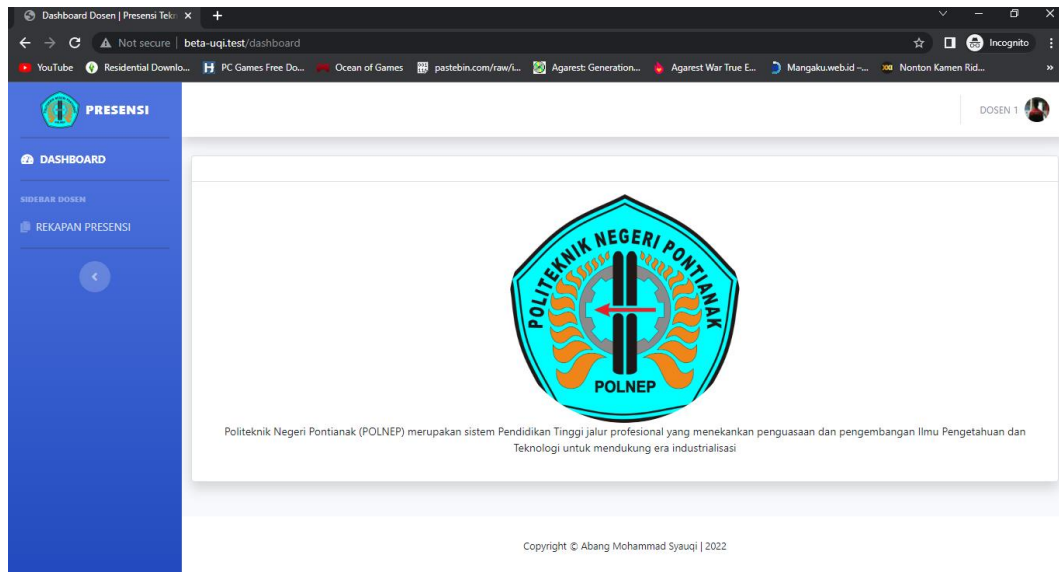 Dashboard Dosen | Presensi Tekn
Not secure | beta-uqi.test/dashboard
Incognito
YouTube
Residential Downlo...
PC Games Free Do...
Ocean of Games
pastebin.com/raw/i...
Agarest: Generation...
Agarest War True E...
Mangaku.web.id –...
Nonton Kamen Rid...
PRESENSI
DOSEN 1
DASHBOARD
SIDEBAR DOSEN
REKAPAN PRESENSI
POLITEKNIK NEGERI PONTIANAK
POLNEP
Politeknik Negeri Pontianak (POLNEP) merupakan sistem Pendidikan Tinggi jalur profesional yang menekankan penguasaan dan pengembangan Ilmu Pengetahuan dan
Teknologi untuk mendukung era industrialisasi
Copyright © Abang Mohammad Syauqi | 2022